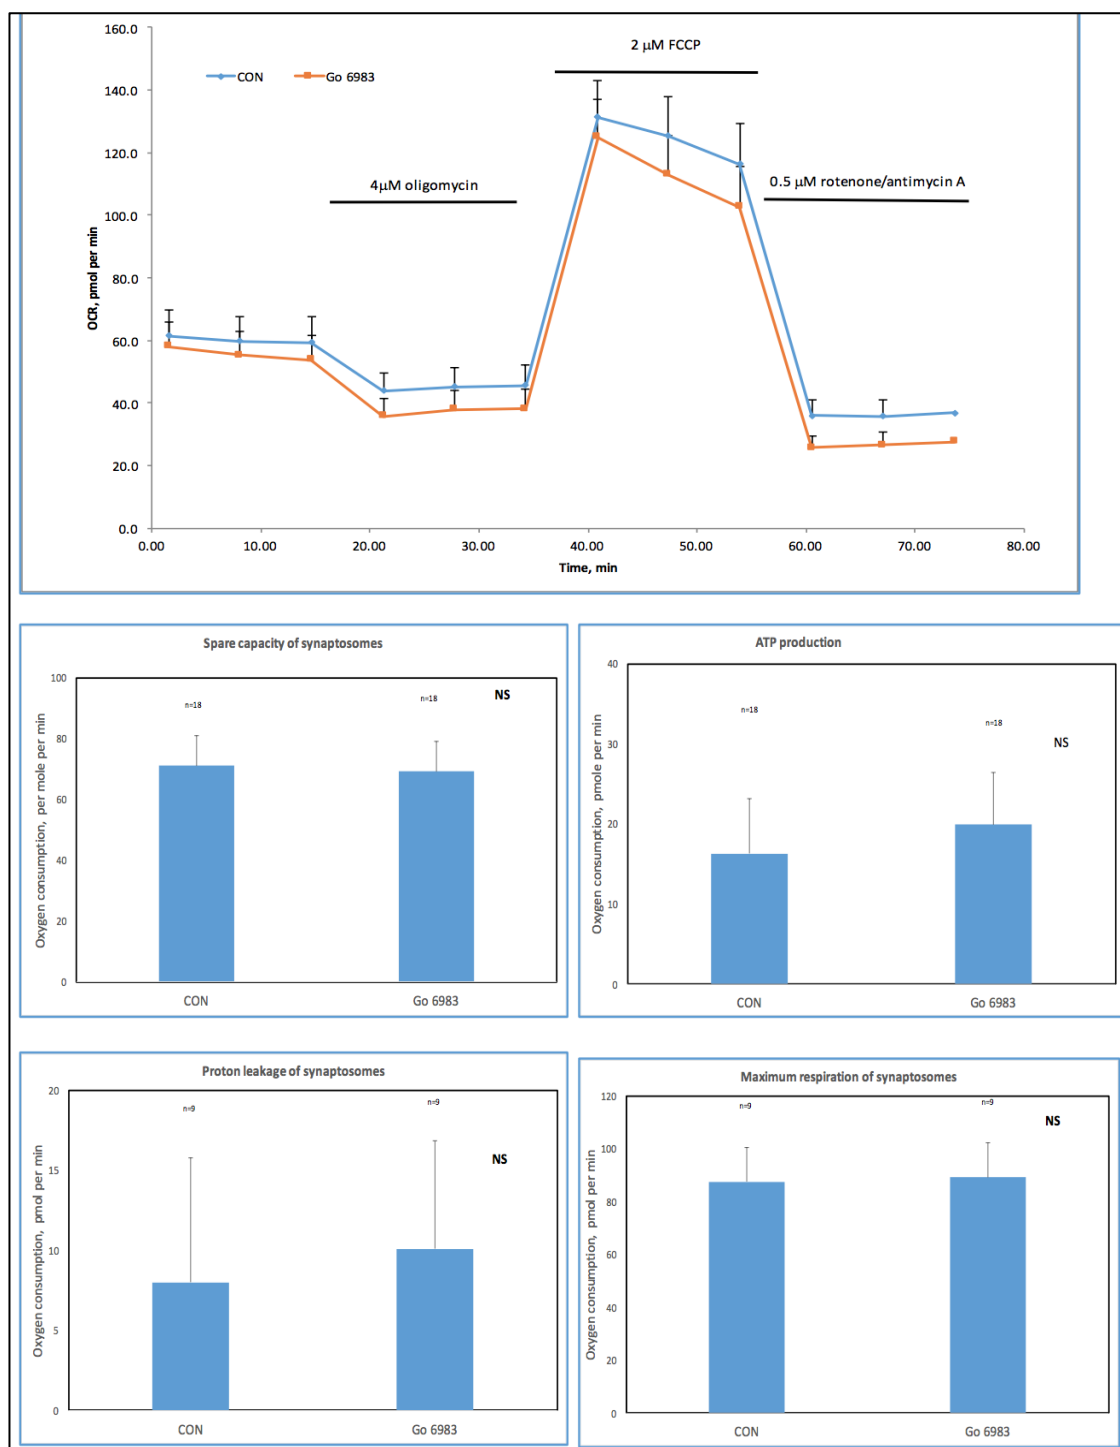 160.0
2 μM FCCP
CON Go 6983
140.0
120.0
4μM oligomycin
0.5 μM rotenone/antimycin A
100.0
OCR, pmol per min
80.0
60.0
40.0
20.0
0.0
0.00 10.00 20.00 30.00 40.00 50.00 60.00 70.00 80.00
Time, min
Spare capacity of synaptosomes
100
n=18
n=18
NS
80
60
40
20
0
Oxygen consumption, per mole per min
CON Go 6983
ATP production
40
n=18
n=18
NS
30
20
10
0
Oxygen consumption, pmole per min
CON Go 6983
Proton leakage of synaptosomes
20
n=9
n=9
NS
15
10
5
0
Oxygen consumption, pmol per min
CON Go 6983
Maximum respiration of synaptosomes
120
n=9
n=9
NS
100
80
60
40
20
0
Oxygen consumption, pmol per min
CON Go 6983